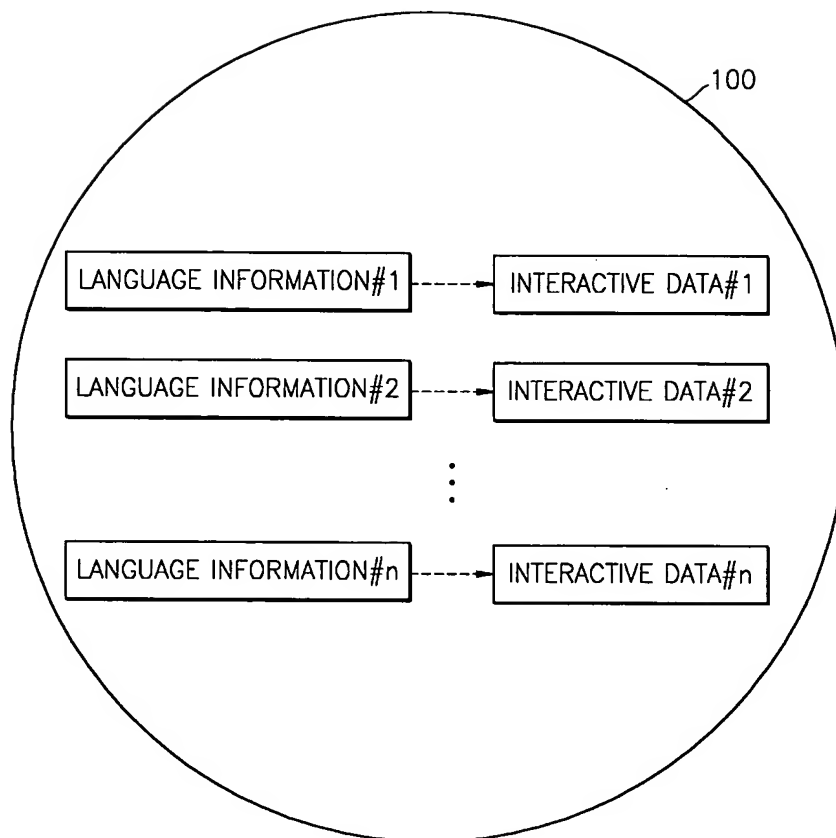 100
LANGUAGE INFORMATION#1 INTERACTIVE DATA#1
LANGUAGE INFORMATION#2 INTERACTIVE DATA#2
LANGUAGE INFORMATION#n INTERACTIVE DATA#n